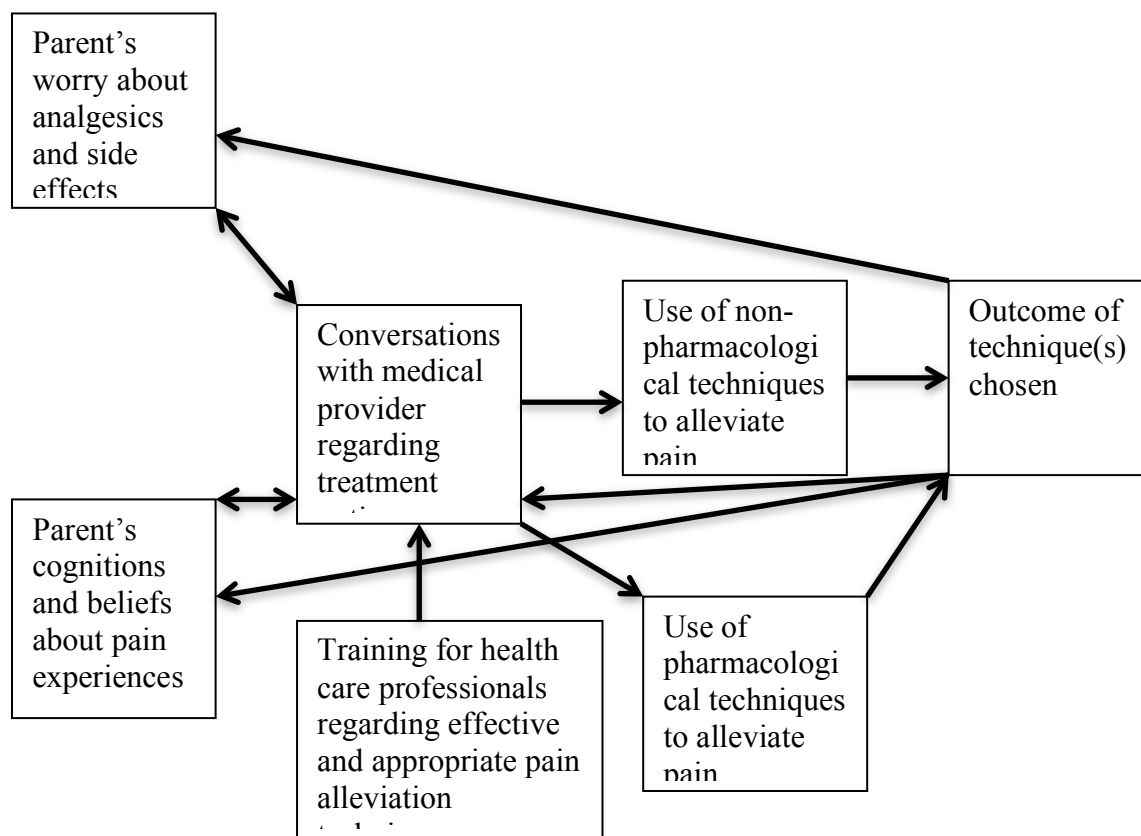 Parent’s
worry about
analgesics
and side
effects
Conversations
with medical
provider
regarding
treatment
Use of non-
pharmacologi
cal techniques
to alleviate
pain
Outcome of
technique(s)
chosen
Parent’s
cognitions
and beliefs
about pain
experiences
Training for health
care professionals
regarding effective
and appropriate pain
alleviation
Use of
pharmacologi
cal techniques
to alleviate
pain